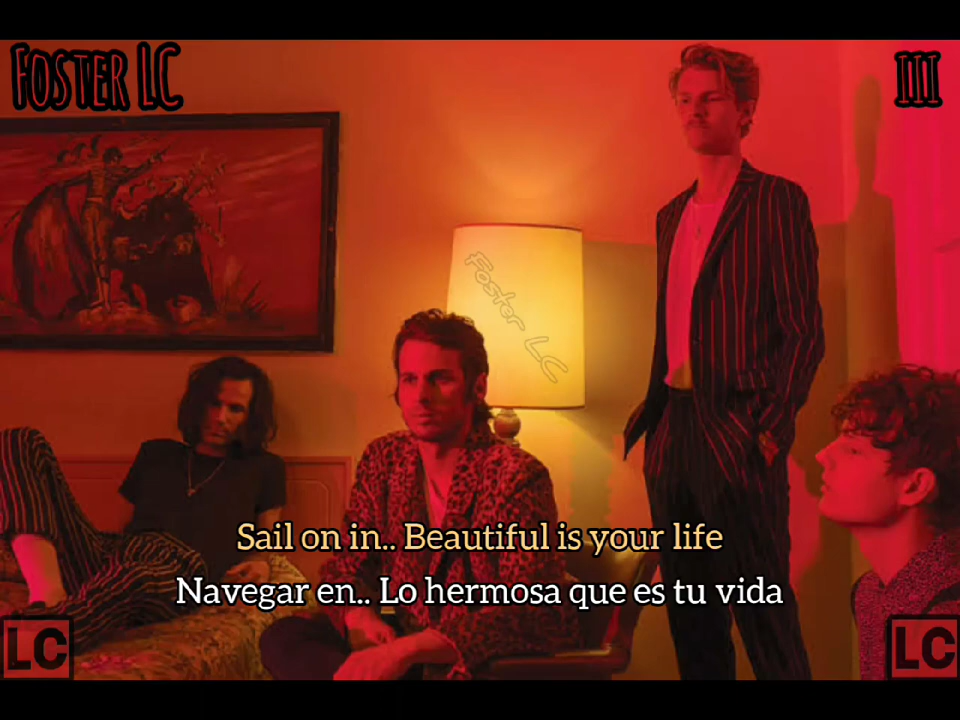 Foster LC
III
Foster LC
Sail on in.. Beautiful is your life
Navegar en.. Lo hermosa que es tu vida
LC
LC